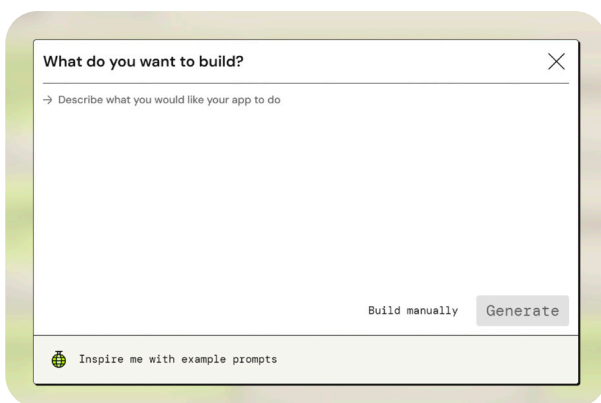 What do you want to build?
→ Describe what you would like your app to do
Build manually
Generate
Inspire me with example prompts